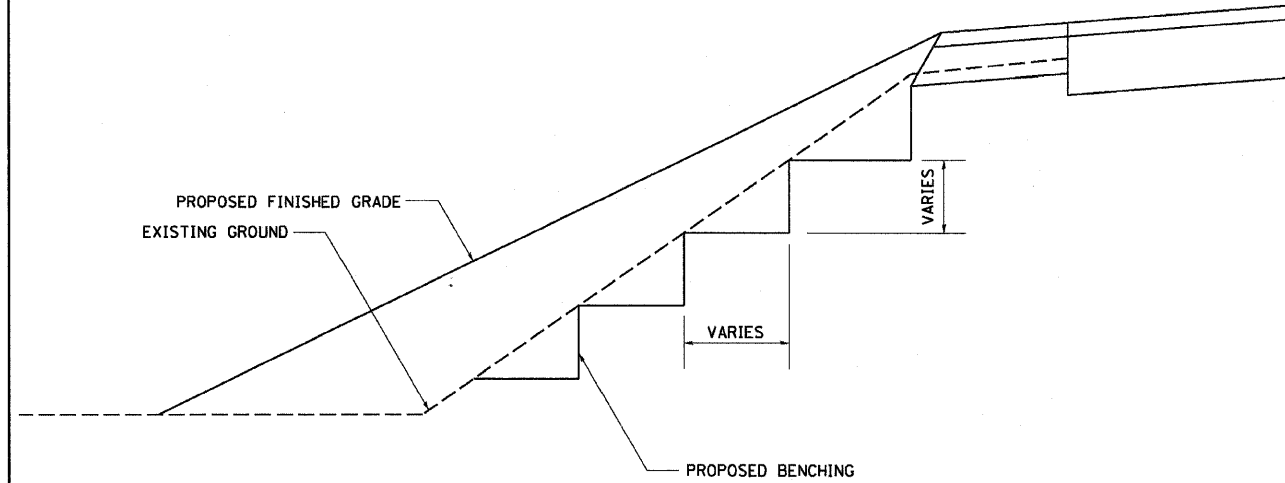 PROPOSED FINISHED GRADE
EXISTING GROUND
VARIES
VARIES
PROPOSED BENCHING